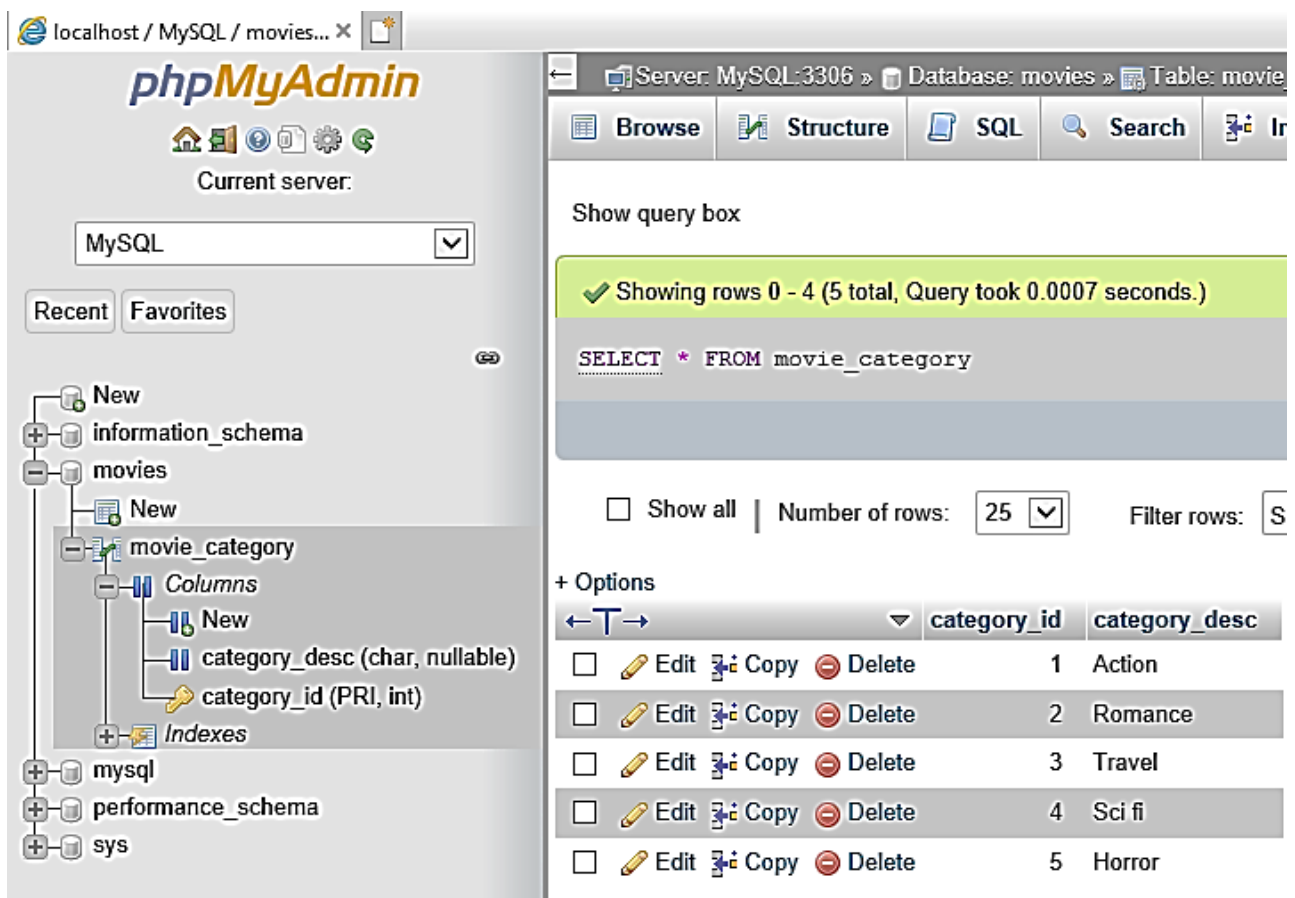 localhost / MySQL / movies...
phpMyAdmin
Current server:
MySQL
Recent Favorites
New
information_schema
movies
New
movie_category
Columns
New
category_desc (char, nullable)
category_id (PRI, int)
Indexes
mysql
performance_schema
sys
Server: MySQL:3306 » Database: movies » Table: movie_
Browse Structure SQL Search In
Show query box
Showing rows 0 - 4 (5 total, Query took 0.0007 seconds.)
SELECT * FROM movie_category
Show all | Number of rows: 25 Filter rows: S
+ Options
←T→ category_id category_desc
Edit Copy Delete 1 Action
Edit Copy Delete 2 Romance
Edit Copy Delete 3 Travel
Edit Copy Delete 4 Sci fi
Edit Copy Delete 5 Horror